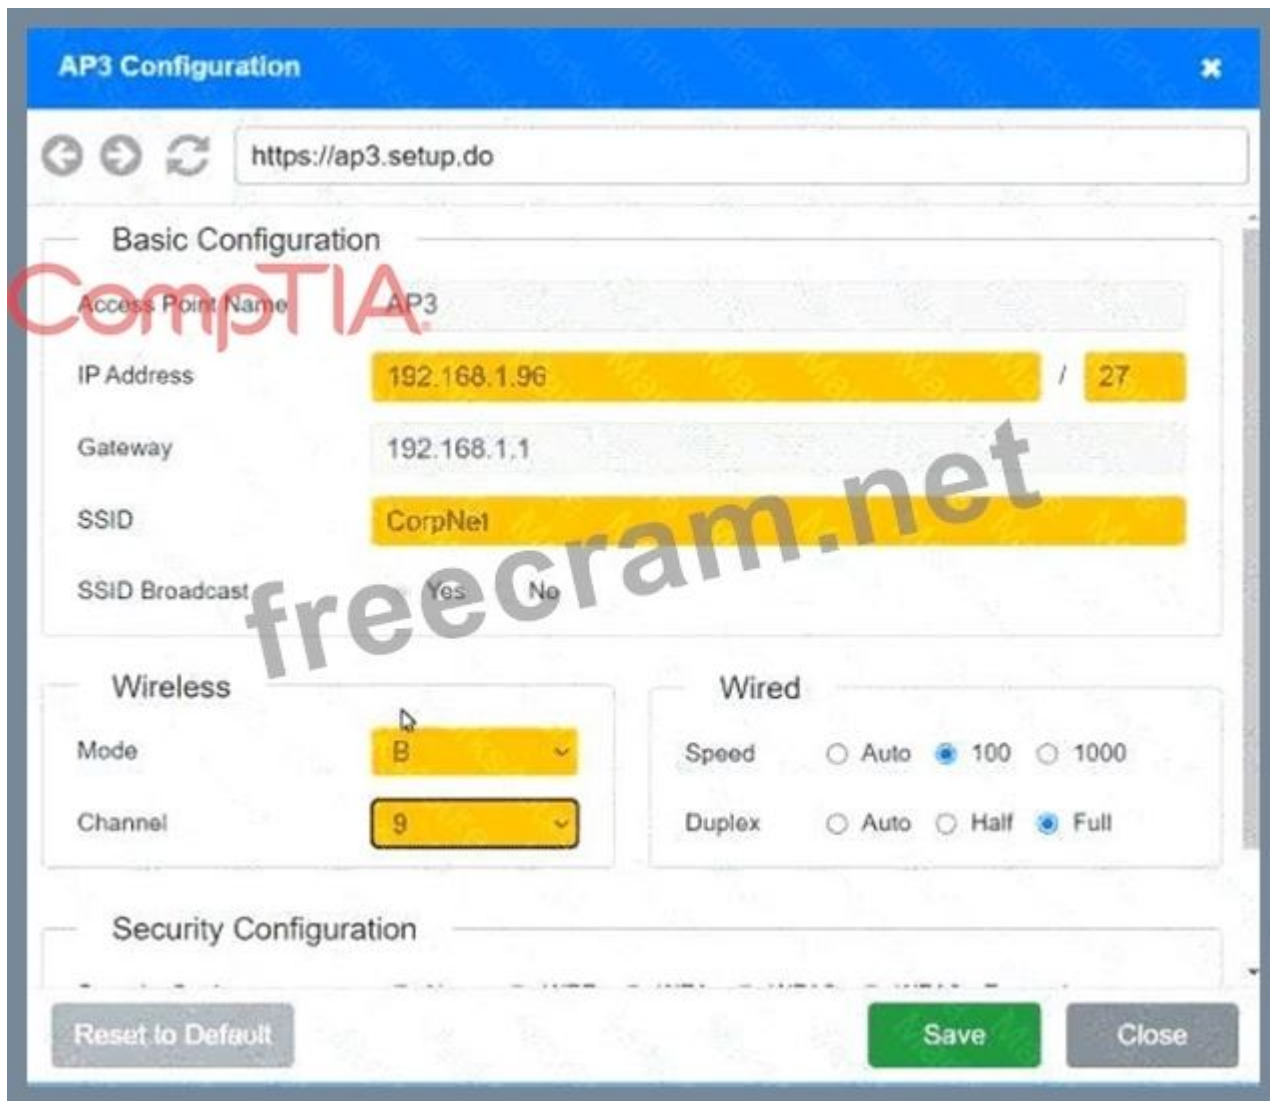 AP3 Configuration
https://ap3.setup.do
Basic Configuration
CompTIA.
Access Point Name AP3
IP Address 192.168.1.96 / 27
Gateway 192.168.1.1
SSID CorpNet
SSID Broadcast Yes No
freecram.net
Wireless
Mode B
Channel 9
Wired
Speed Auto 100 1000
Duplex Auto Half Full
Security Configuration
Reset to Default Save Close